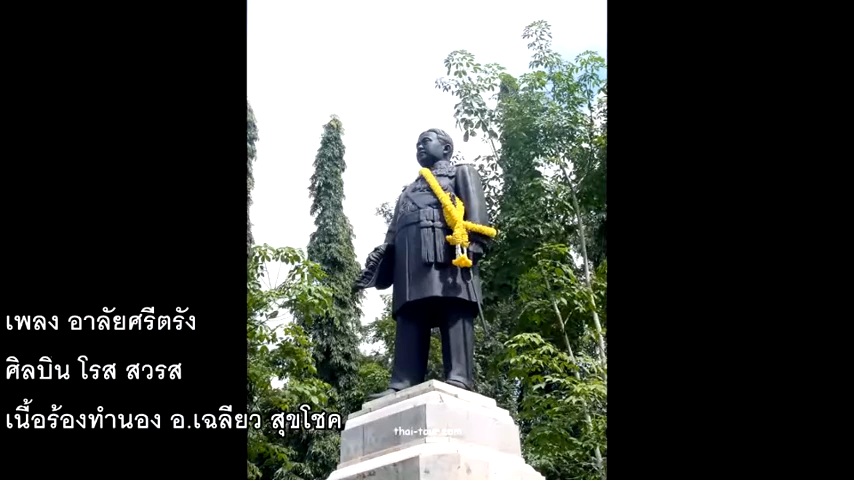 เพลง อาลัยศรีตรัง
ศิลปิน โรส สวรส
เนื้อร้องทำนอง อ.เฉลียว สุขโชค
thai-tour.com